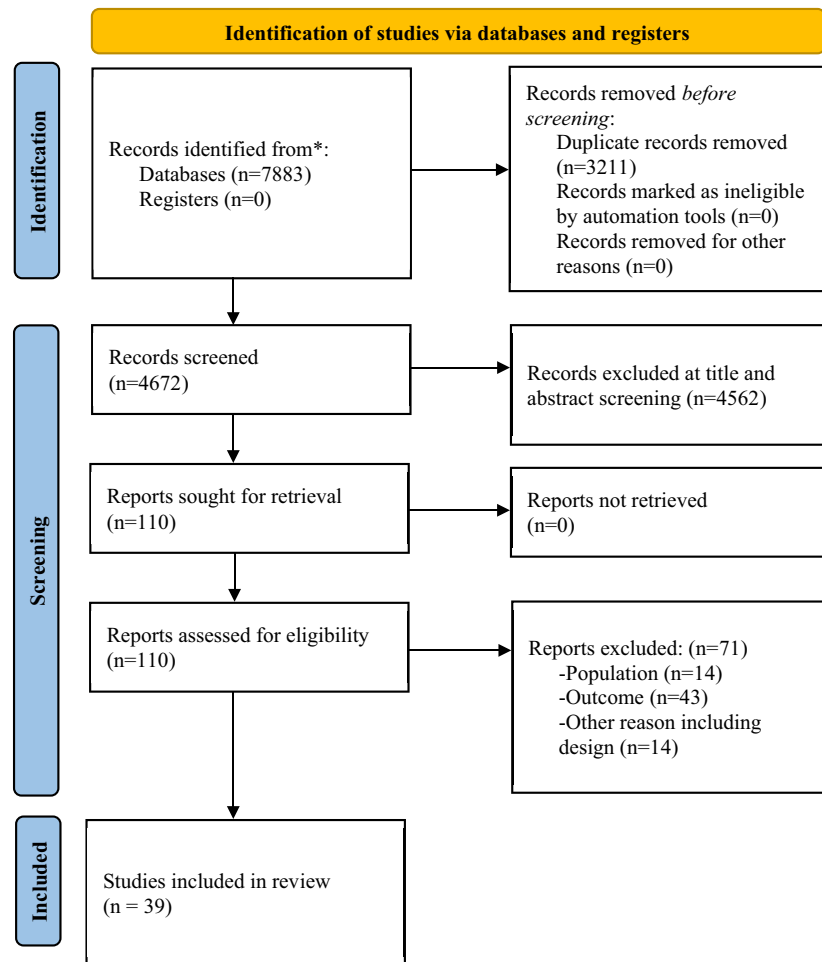 Identification of studies via databases and registers
Identification
Records identified from*:
Databases (n=7883)
Registers (n=0)
Records removed before
screening:
Duplicate records removed
(n=3211)
Records marked as ineligible
by automation tools (n=0)
Records removed for other
reasons (n=0)
Screening
Records screened
(n=4672)
Records excluded at title and
abstract screening (n=4562)
Reports sought for retrieval
(n=110)
Reports not retrieved
(n=0)
Reports assessed for eligibility
(n=110)
Reports excluded: (n=71)
-Population (n=14)
-Outcome (n=43)
-Other reason including
design (n=14)
Included
Studies included in review
(n = 39)